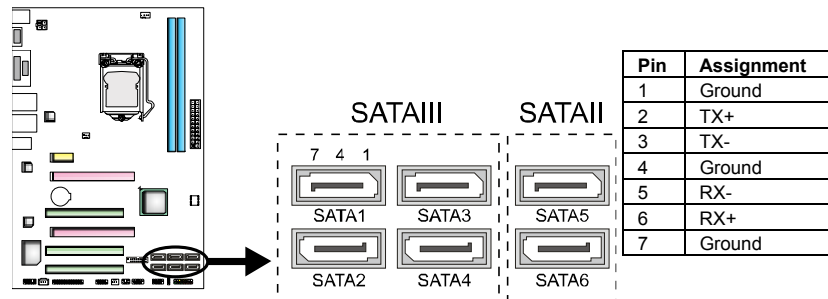 SATAIII SATAII
7 4 1
SATA1 SATA3 SATA5
SATA2 SATA4 SATA6
Pin Assignment
1 Ground
2 TX+
3 TX-
4 Ground
5 RX-
6 RX+
7 Ground